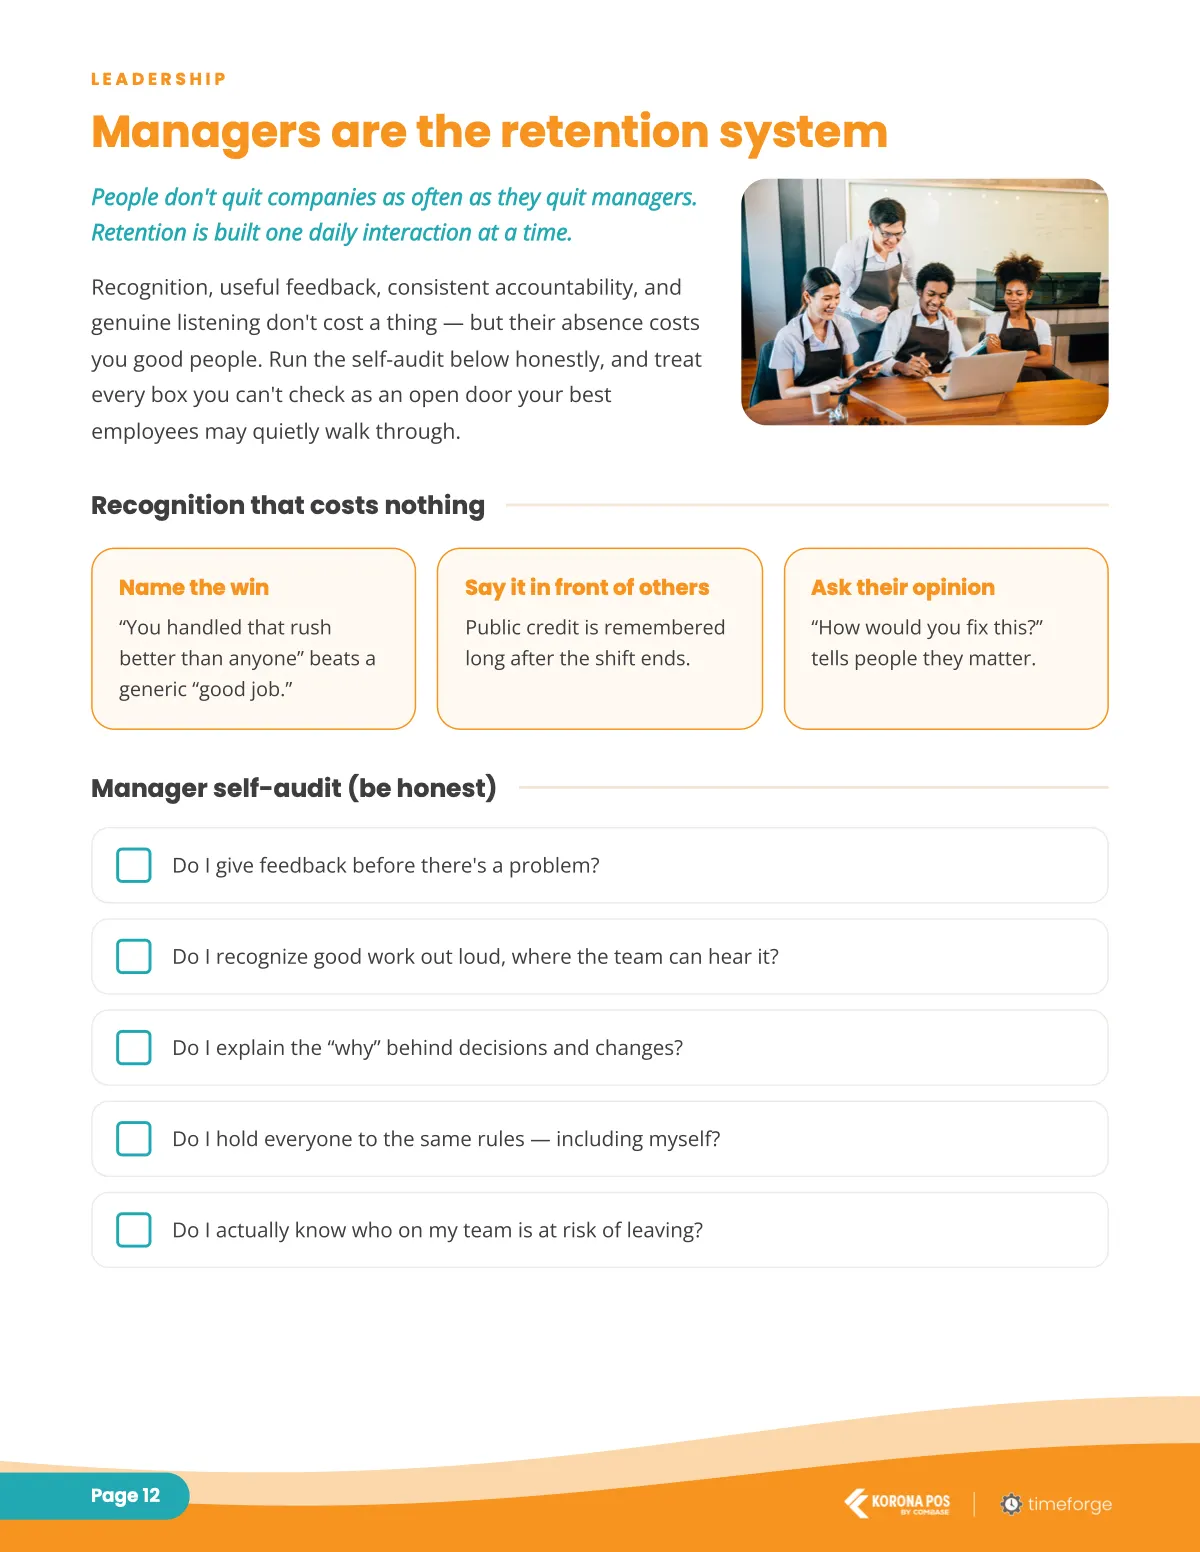 LEADERSHIP
Managers are the retention system
People don't quit companies as often as they quit managers.
Retention is built one daily interaction at a time.
Recognition, useful feedback, consistent accountability, and
genuine listening don't cost a thing — but their absence costs
you good people. Run the self-audit below honestly, and treat
every box you can't check as an open door your best
employees may quietly walk through.
Recognition that costs nothing
Name the win
“You handled that rush
better than anyone” beats a
generic “good job.”
Say it in front of others
Public credit is remembered
long after the shift ends.
Ask their opinion
“How would you fix this?”
tells people they matter.
Manager self-audit (be honest)
Do I give feedback before there's a problem?
Do I recognize good work out loud, where the team can hear it?
Do I explain the “why” behind decisions and changes?
Do I hold everyone to the same rules — including myself?
Do I actually know who on my team is at risk of leaving?
Page 12
KORONA POS
BY COMBASE
timeforge